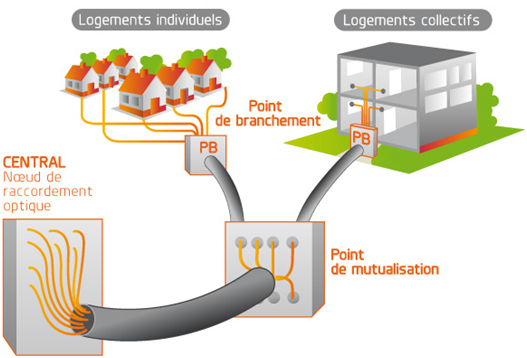 Logements individuels
Logements collectifs
Point
de branchement
PB
PB
CENTRAL
Nœud de
raccordement
optique
Point
de mutualisation